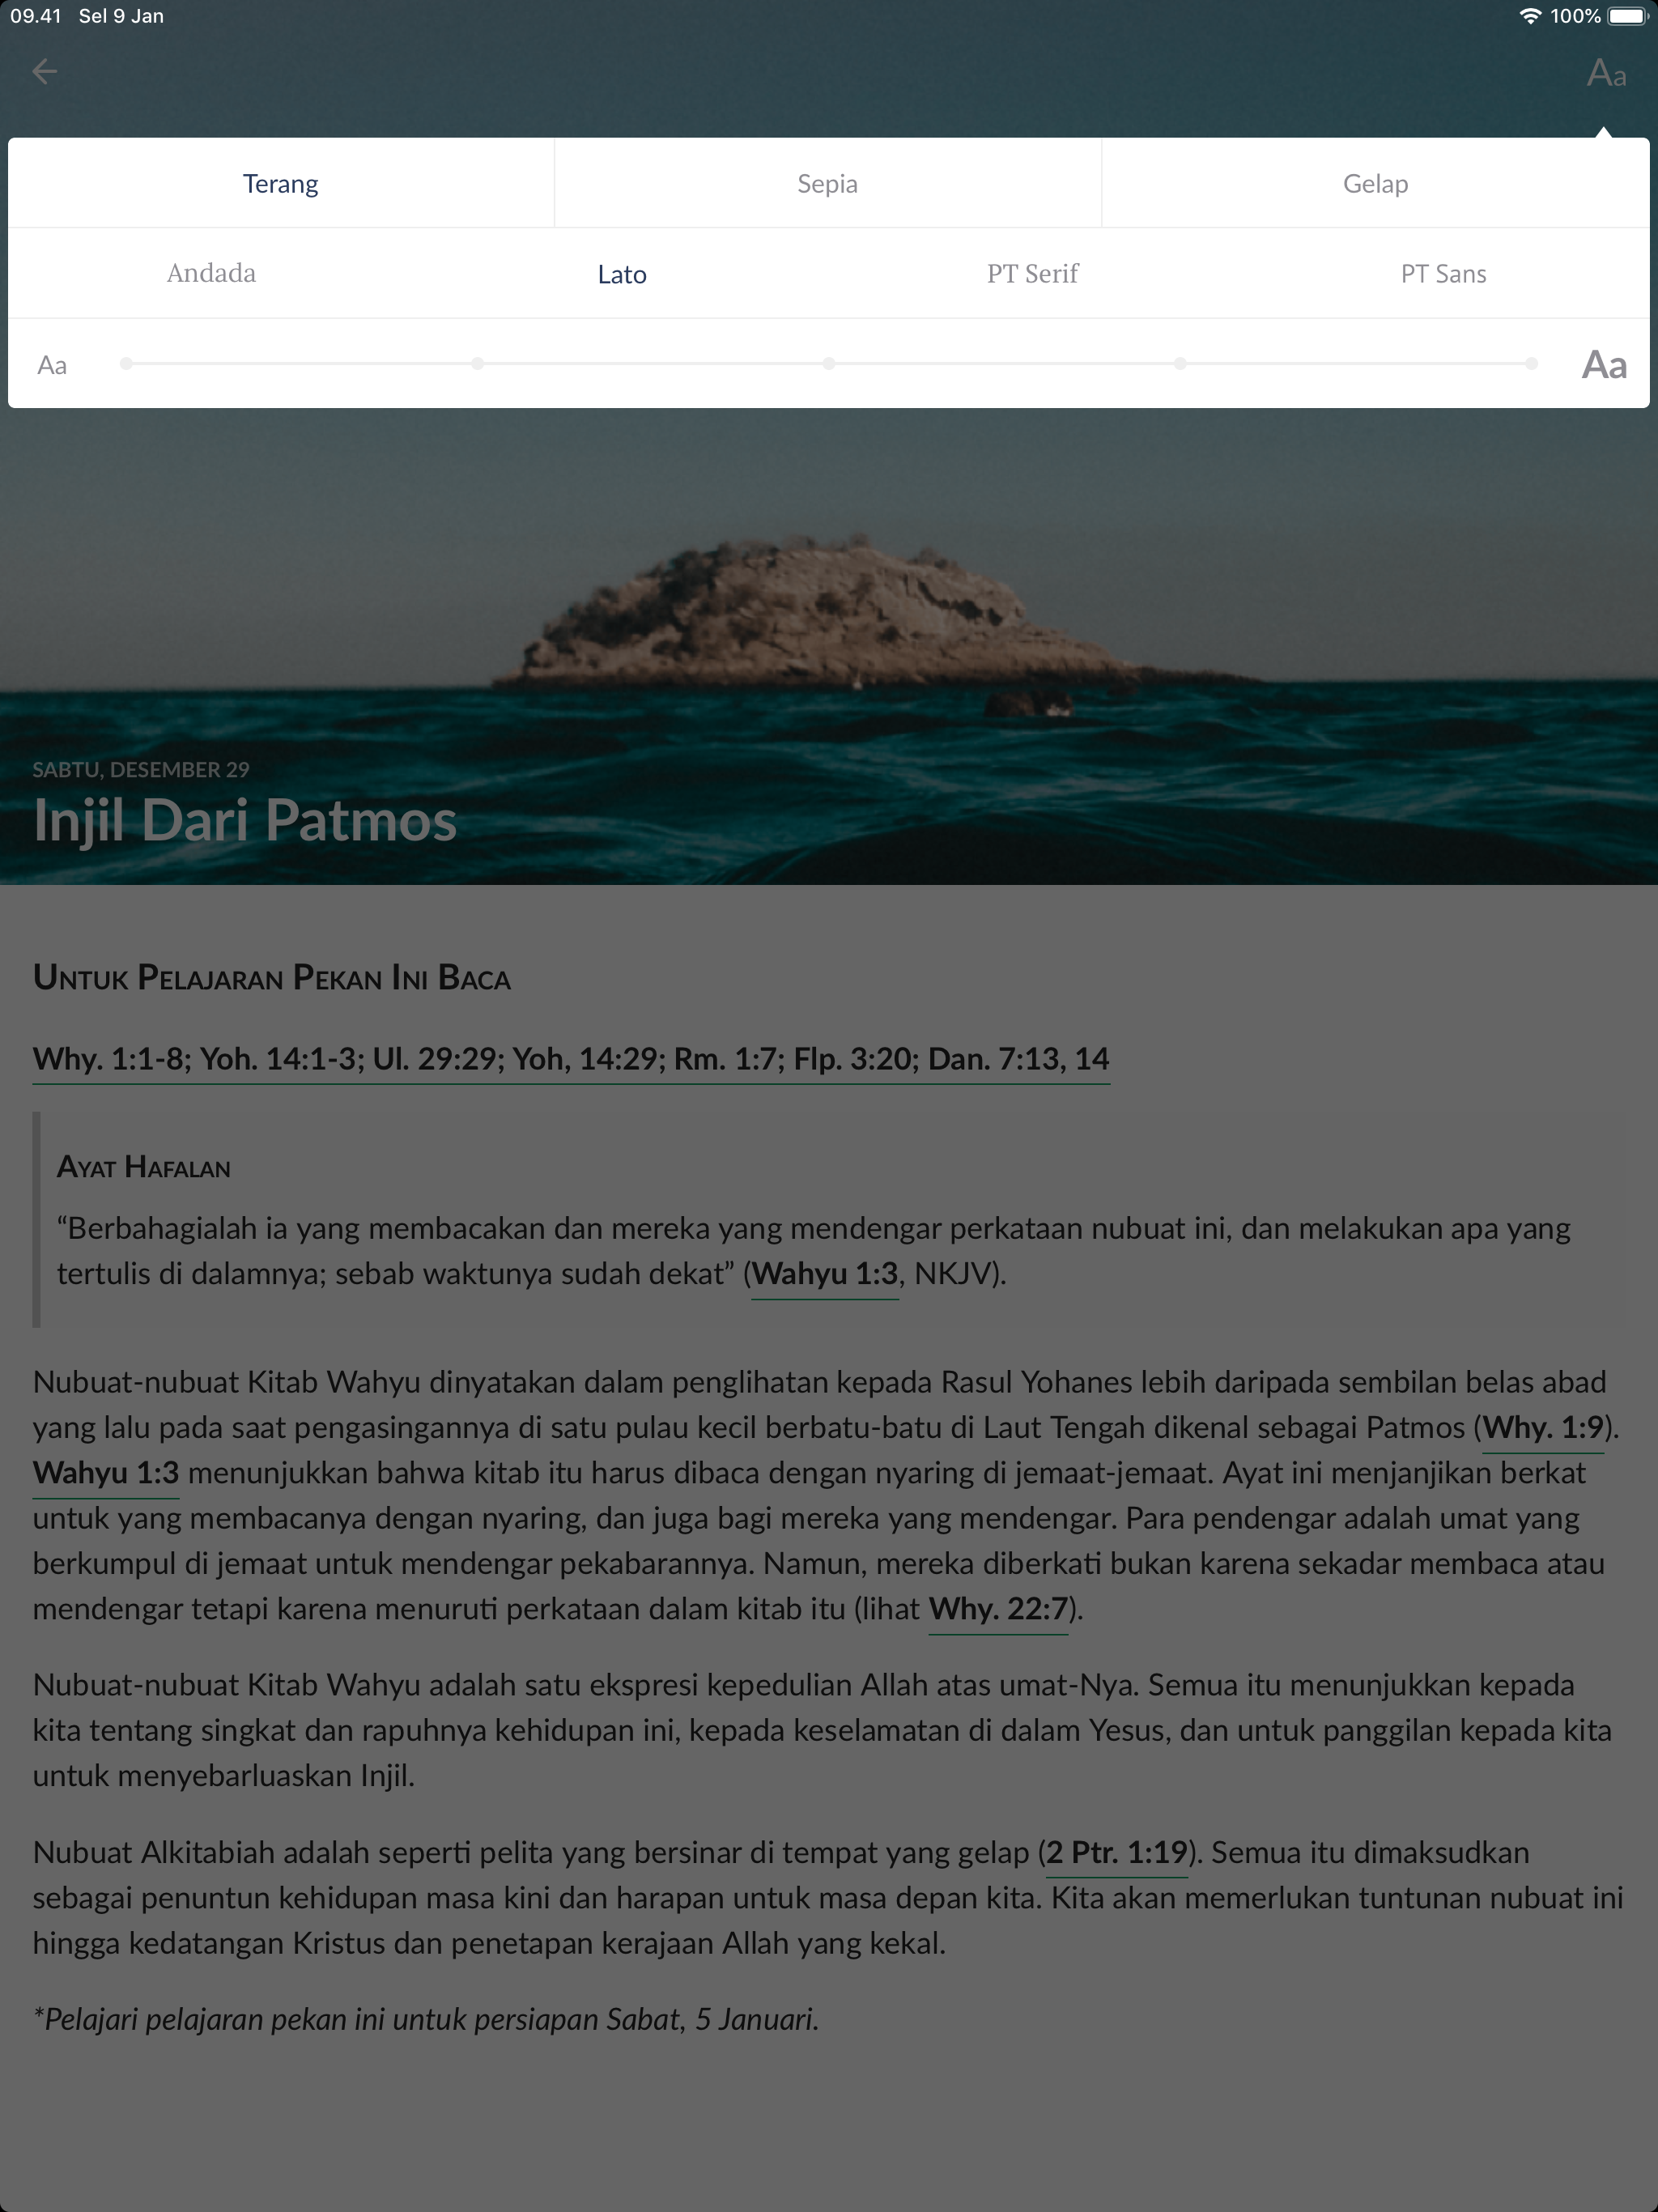 09.41 Sel 9 Jan 100%
Aa
Terang Sepia Gelap
Andada Lato PT Serif PT Sans
Aa Aa
SABTU, DESEMBER 29
Injil Dari Patmos
Untuk Pelajaran Pekan Ini Baca
Why. 1:1-8; Yoh. 14:1-3; Ul. 29:29; Yoh, 14:29; Rm. 1:7; Flp. 3:20; Dan. 7:13, 14
Ayat Hafalan
“Berbahagialah ia yang membacakan dan mereka yang mendengar perkataan nubuat ini, dan melakukan apa yang
tertulis di dalamnya; sebab waktunya sudah dekat” (Wahyu 1:3, NKJV).
Nubuat-nubuat Kitab Wahyu dinyatakan dalam penglihatan kepada Rasul Yohanes lebih daripada sembilan belas abad
yang lalu pada saat pengasingannya di satu pulau kecil berbatu-batu di Laut Tengah dikenal sebagai Patmos (Why. 1:9).
Wahyu 1:3 menunjukkan bahwa kitab itu harus dibaca dengan nyaring di jemaat-jemaat. Ayat ini menjanjikan berkat
untuk yang membacanya dengan nyaring, dan juga bagi mereka yang mendengar. Para pendengar adalah umat yang
berkumpul di jemaat untuk mendengar pekabarannya. Namun, mereka diberkati bukan karena sekadar membaca atau
mendengar tetapi karena menuruti perkataan dalam kitab itu (lihat Why. 22:7).
Nubuat-nubuat Kitab Wahyu adalah satu ekspresi kepedulian Allah atas umat-Nya. Semua itu menunjukkan kepada
kita tentang singkat dan rapuhnya kehidupan ini, kepada keselamatan di dalam Yesus, dan untuk panggilan kepada kita
untuk menyebarluaskan Injil.
Nubuat Alkitabiah adalah seperti pelita yang bersinar di tempat yang gelap (2 Ptr. 1:19). Semua itu dimaksudkan
sebagai penuntun kehidupan masa kini dan harapan untuk masa depan kita. Kita akan memerlukan tuntunan nubuat ini
hingga kedatangan Kristus dan penetapan kerajaan Allah yang kekal.
*Pelajari pelajaran pekan ini untuk persiapan Sabat, 5 Januari.